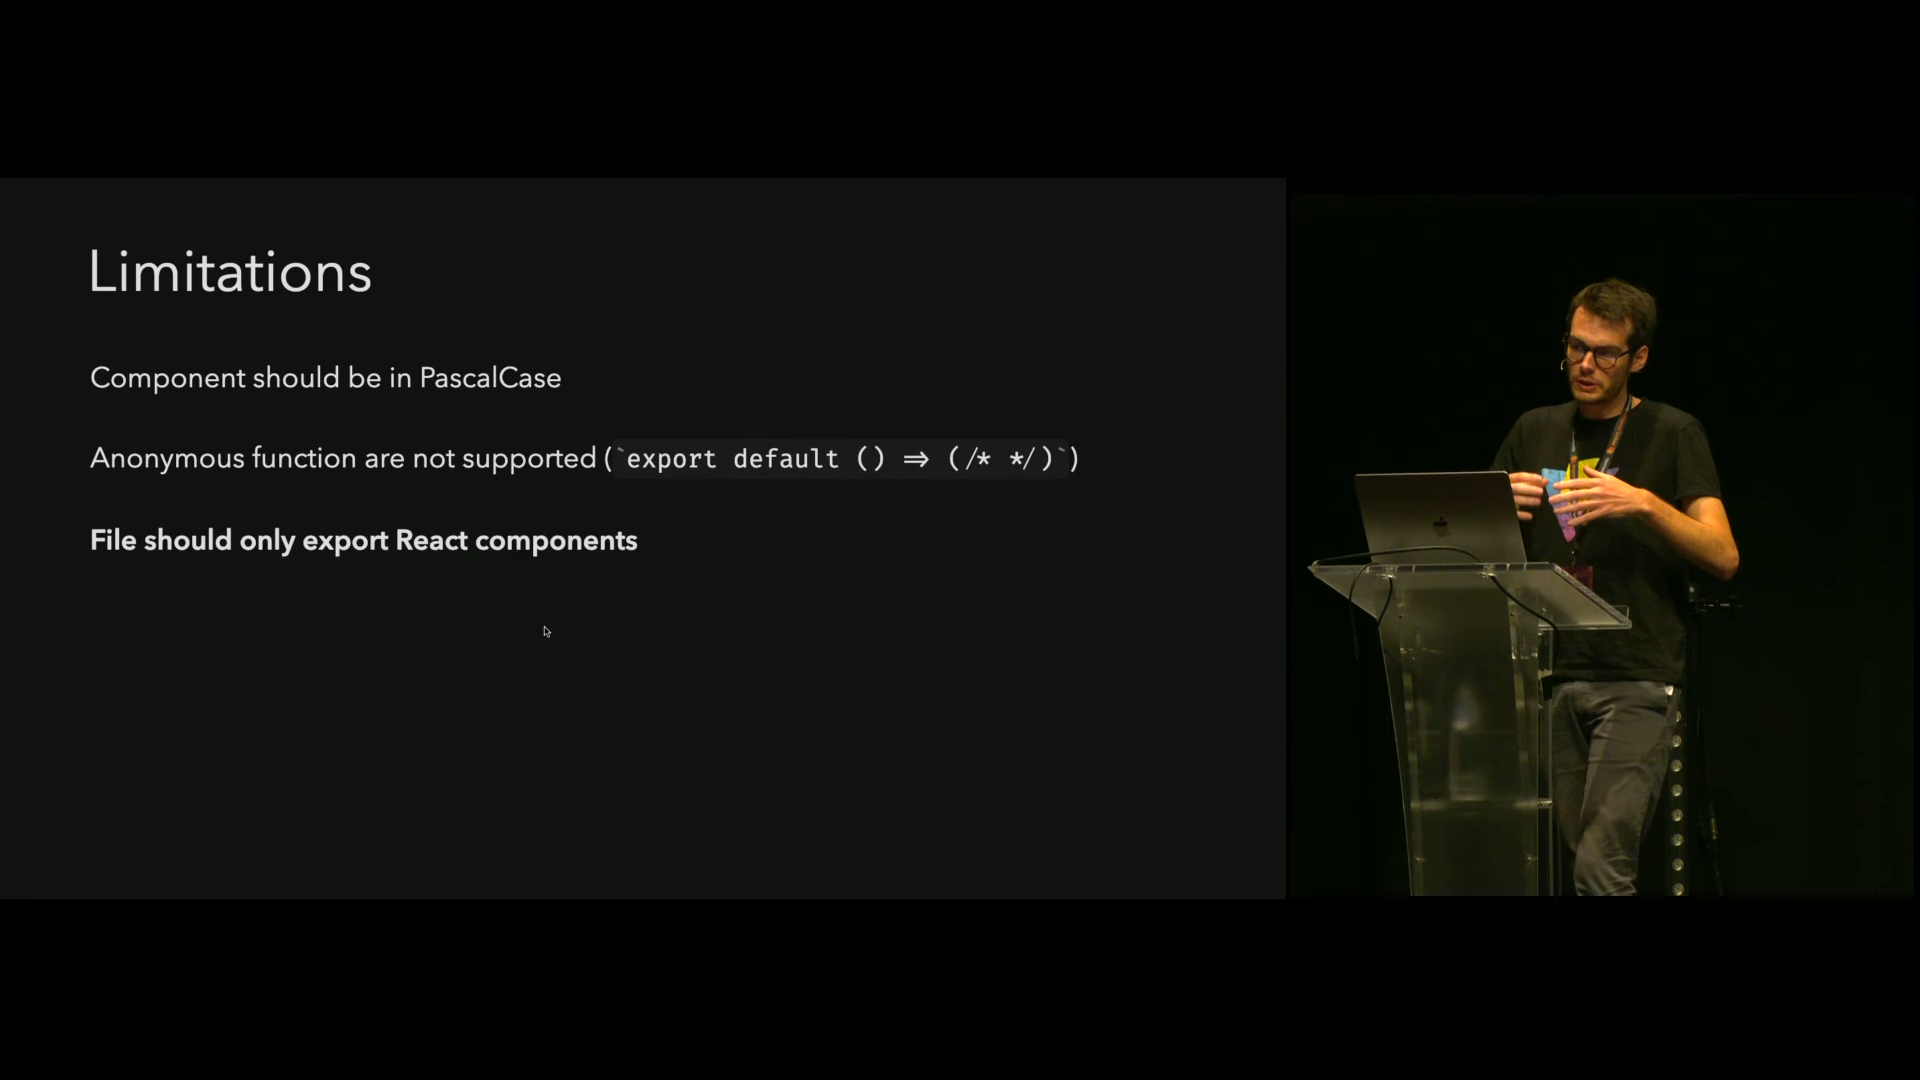 Limitations
Component should be in PascalCase
Anonymous function are not supported (`export default () => (/* */)`)
File should only export React components